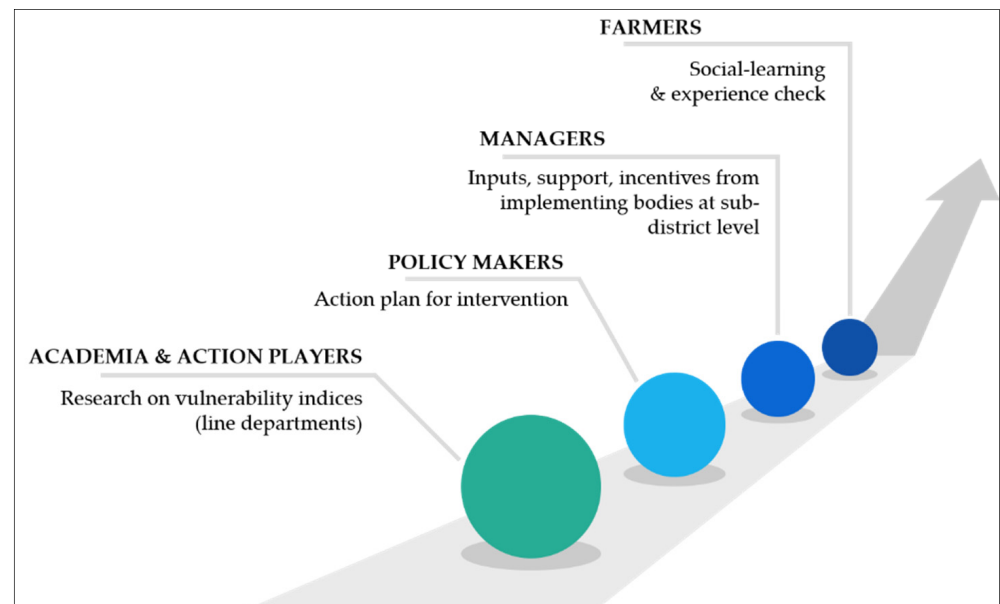 FARMERS
Social-learning
& experience check
MANAGERS
Inputs, support, incentives from
implementing bodies at sub-
district level
POLICY MAKERS
Action plan for intervention
ACADEMIA & ACTION PLAYERS
Research on vulnerability indices
(line departments)